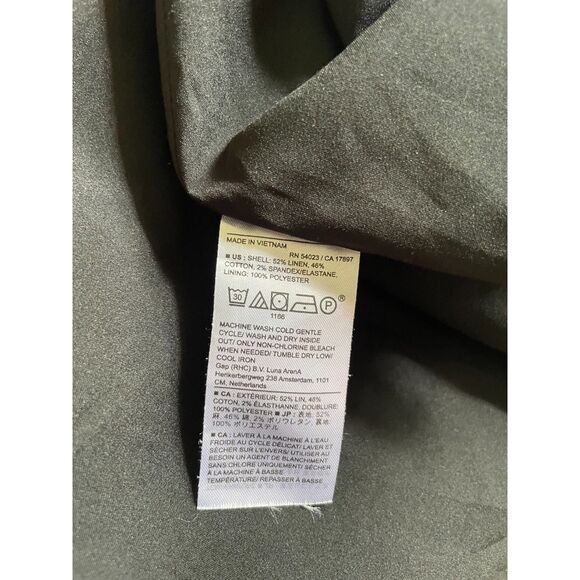 RN 54023 / CA 17897
MADE IN VIETNAM
■ US : SHELL: 52% LINEN, 46%
COTTON, 2% SPANDEX/ELASTANE,
LINING: 100% POLYESTER
30 P ®
1166
MACHINE WASH COLD GENTLE
CYCLE/ WASH AND DRY INSIDE
OUT/ ONLY NON-CHLORINE BLEACH
WHEN NEEDED/ TUMBLE DRY LOW/
COOL IRON
Gap (RHC) B.V. Luna ArenA
Herikerbergweg 238 Amsterdam, 1101
CM, Netherlands
■ CA : EXTÉRIEUR: 52% LIN, 46%
COTON, 2% ÉLASTHANNE, DOUBLURE:
100% POLYESTER ■ JP : 表地: 52%
麻, 46% 綿, 2% ポリウレタン, 裏地:
100% ポリエステル
■ CA : LAVER À LA MACHINE À L'EAU
FROIDE AU CYCLE DÉLICAT/ LAVER ET
SÉCHER SUR L'ENVERS/ UTILISER AU
BESOIN UN AGENT DE BLANCHIMENT
SANS CHLORE UNIQUEMENT/ SÉCHER
À LA MACHINE À BASSE
TEMPÉRATURE/ REPASSER À BASSE